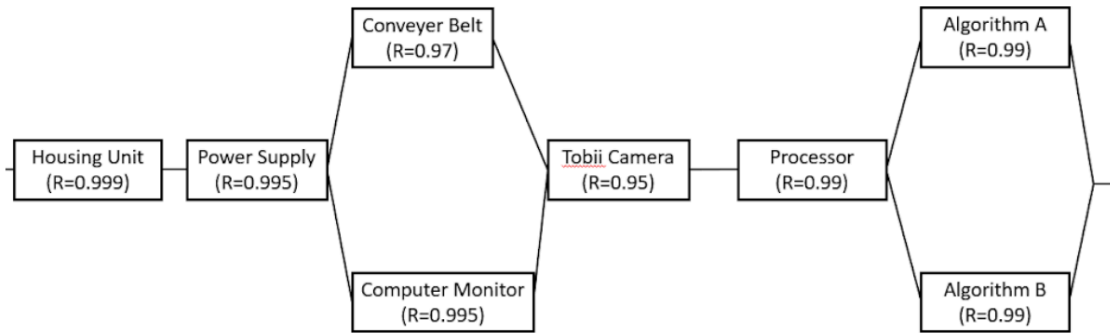 Conveyer Belt
(R=0.97)
Algorithm A
(R=0.99)
Housing Unit
(R=0.999)
Power Supply
(R=0.995)
Tobii Camera
(R=0.95)
Processor
(R=0.99)
Computer Monitor
(R=0.995)
Algorithm B
(R=0.99)